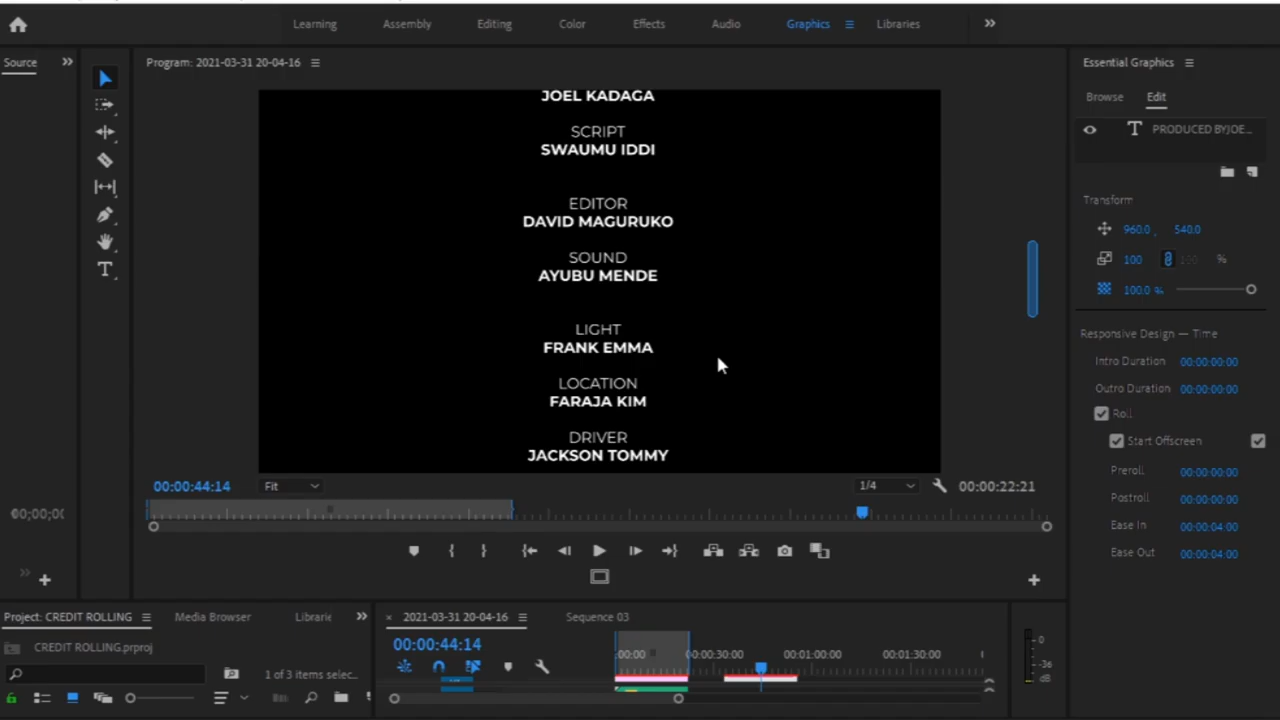 Learning Assembly Editing Color Effects Audio Graphics Libraries
Source
Program: 2021-03-31 20-04-16
Essential Graphics
Browse Edit
PRODUCED BYJOE...
JOEL KADAGA
SCRIPT
SWAUMU IDDI
EDITOR
DAVID MAGURUKO
SOUND
AYUBU MENDE
LIGHT
FRANK EMMA
LOCATION
FARAJA KIM
DRIVER
JACKSON TOMMY
Transform
960.0 , 540.0
100 100 %
100.0 %
Responsive Design — Time
Intro Duration 00:00:00:00
Outro Duration 00:00:00:00
Roll
Start Offscreen
Preroll 00:00:00:00
Postroll 00:00:00:00
Ease In 00:00:04:00
Ease Out 00:00:04:00
00:00:44:14 Fit 1/4 00:00:22:21
Project: CREDIT ROLLING Media Browser Librarie
CREDIT ROLLING.prproj
1 of 3 items selec...
× 2021-03-31 20-04-16 Sequence 03
00:00:44:14
:00:00 00:00:30:00 00:01:00:00 00:01:30:00
0
-36
dB